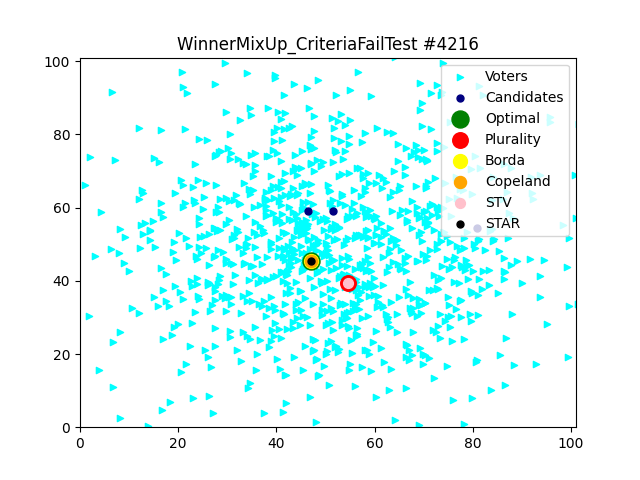 WinnerMixUp_CriteriaFailTest #4216
Voters
Candidates
Optimal
Plurality
Borda
Copeland
STV
STAR
100
80
60
40
20
0
0 20 40 60 80 100